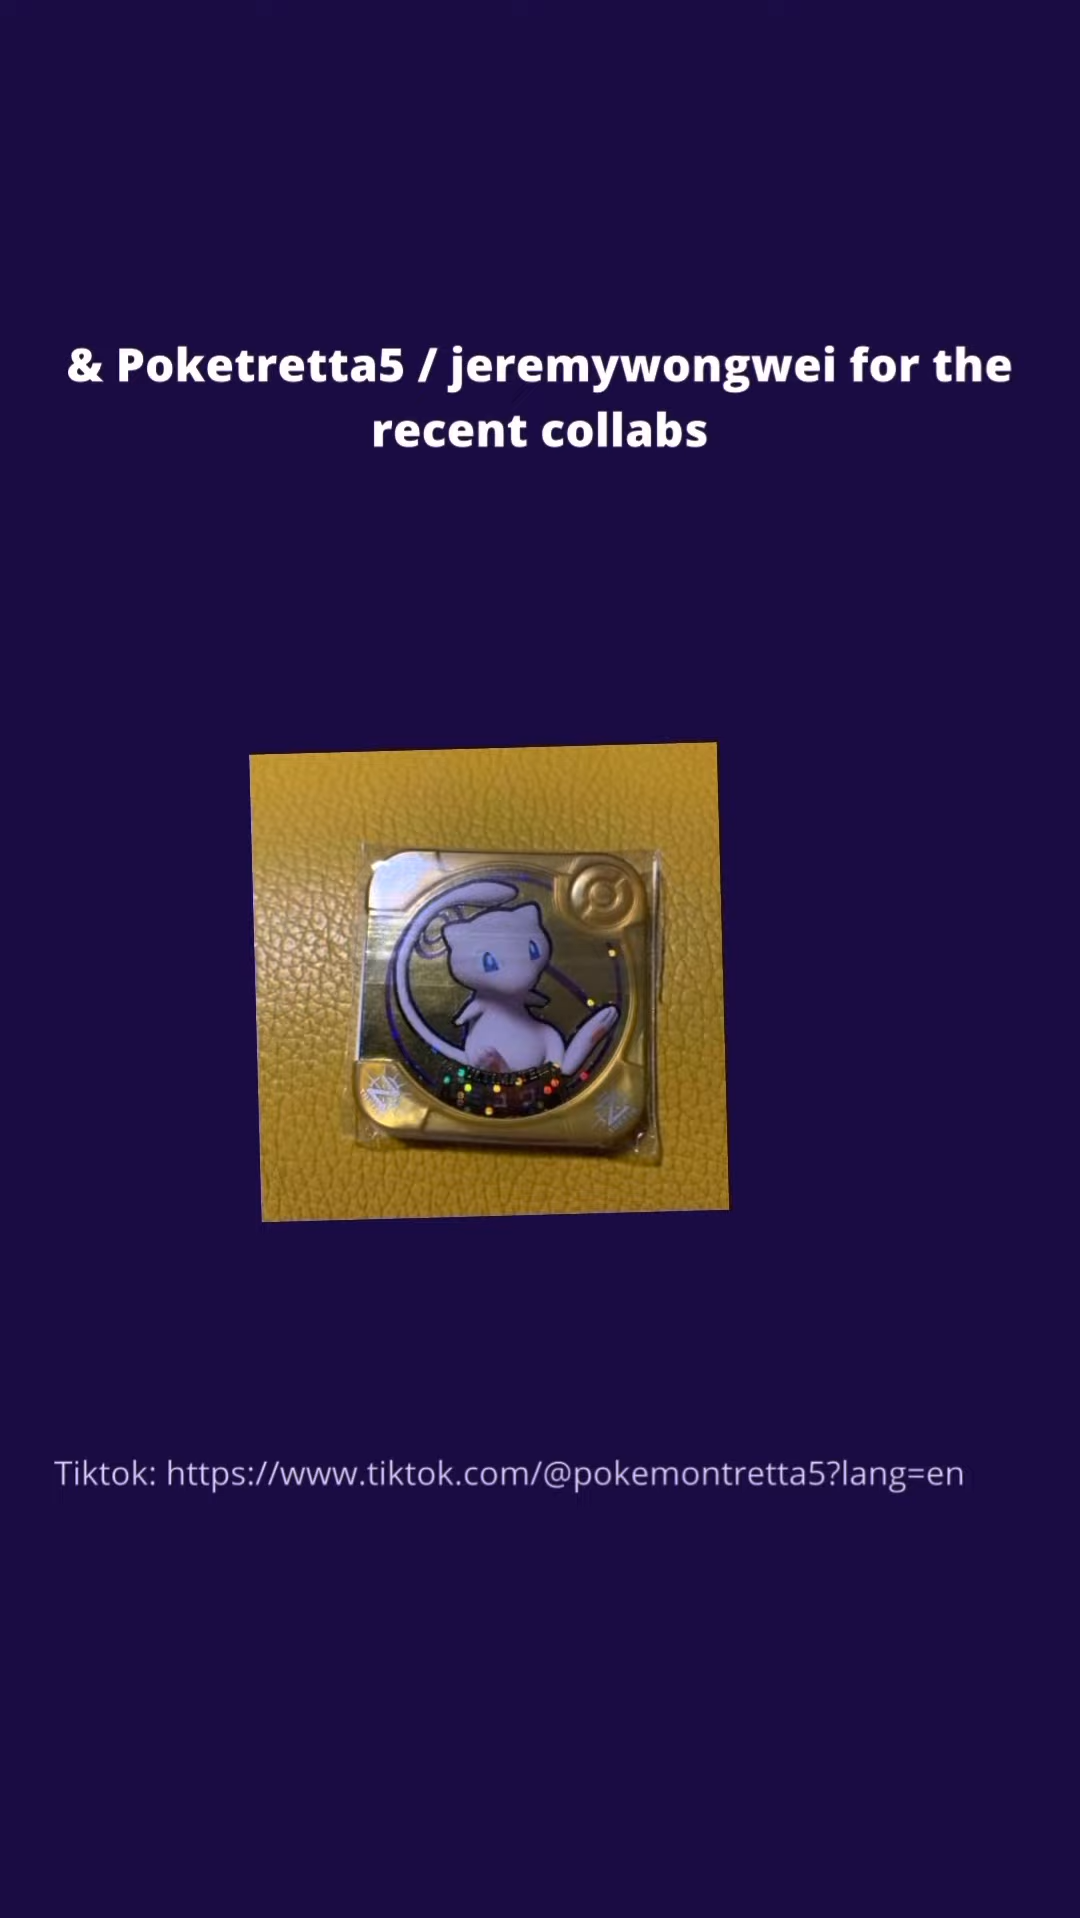 & Poketretta5 / jeremywongwei for the
recent collabs
Tiktok: https://www.tiktok.com/@pokemontretta5?lang=en